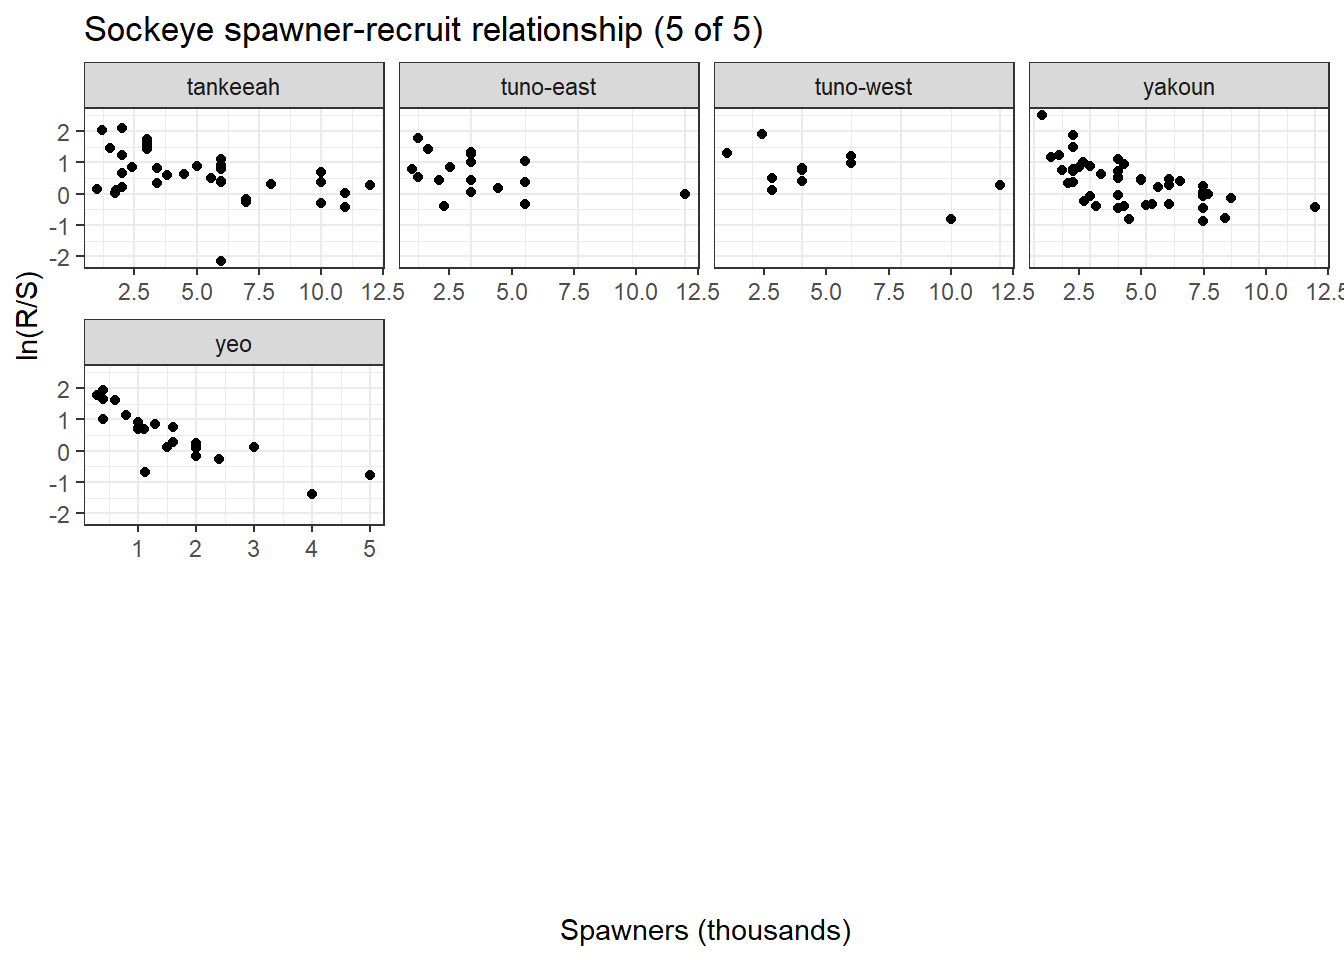 Sockeye spawner-recruit relationship (5 of 5)
tankeeah tuno-east tuno-west yakoun
2
1
0
-1
-2
2.5 5.0 7.5 10.0 12.5 2.5 5.0 7.5 10.0 12.5 2.5 5.0 7.5 10.0 12.5 2.5 5.0 7.5 10.0 12.5
ln(R/S)
yeo
2
1
0
-1
-2
1 2 3 4 5
Spawners (thousands)